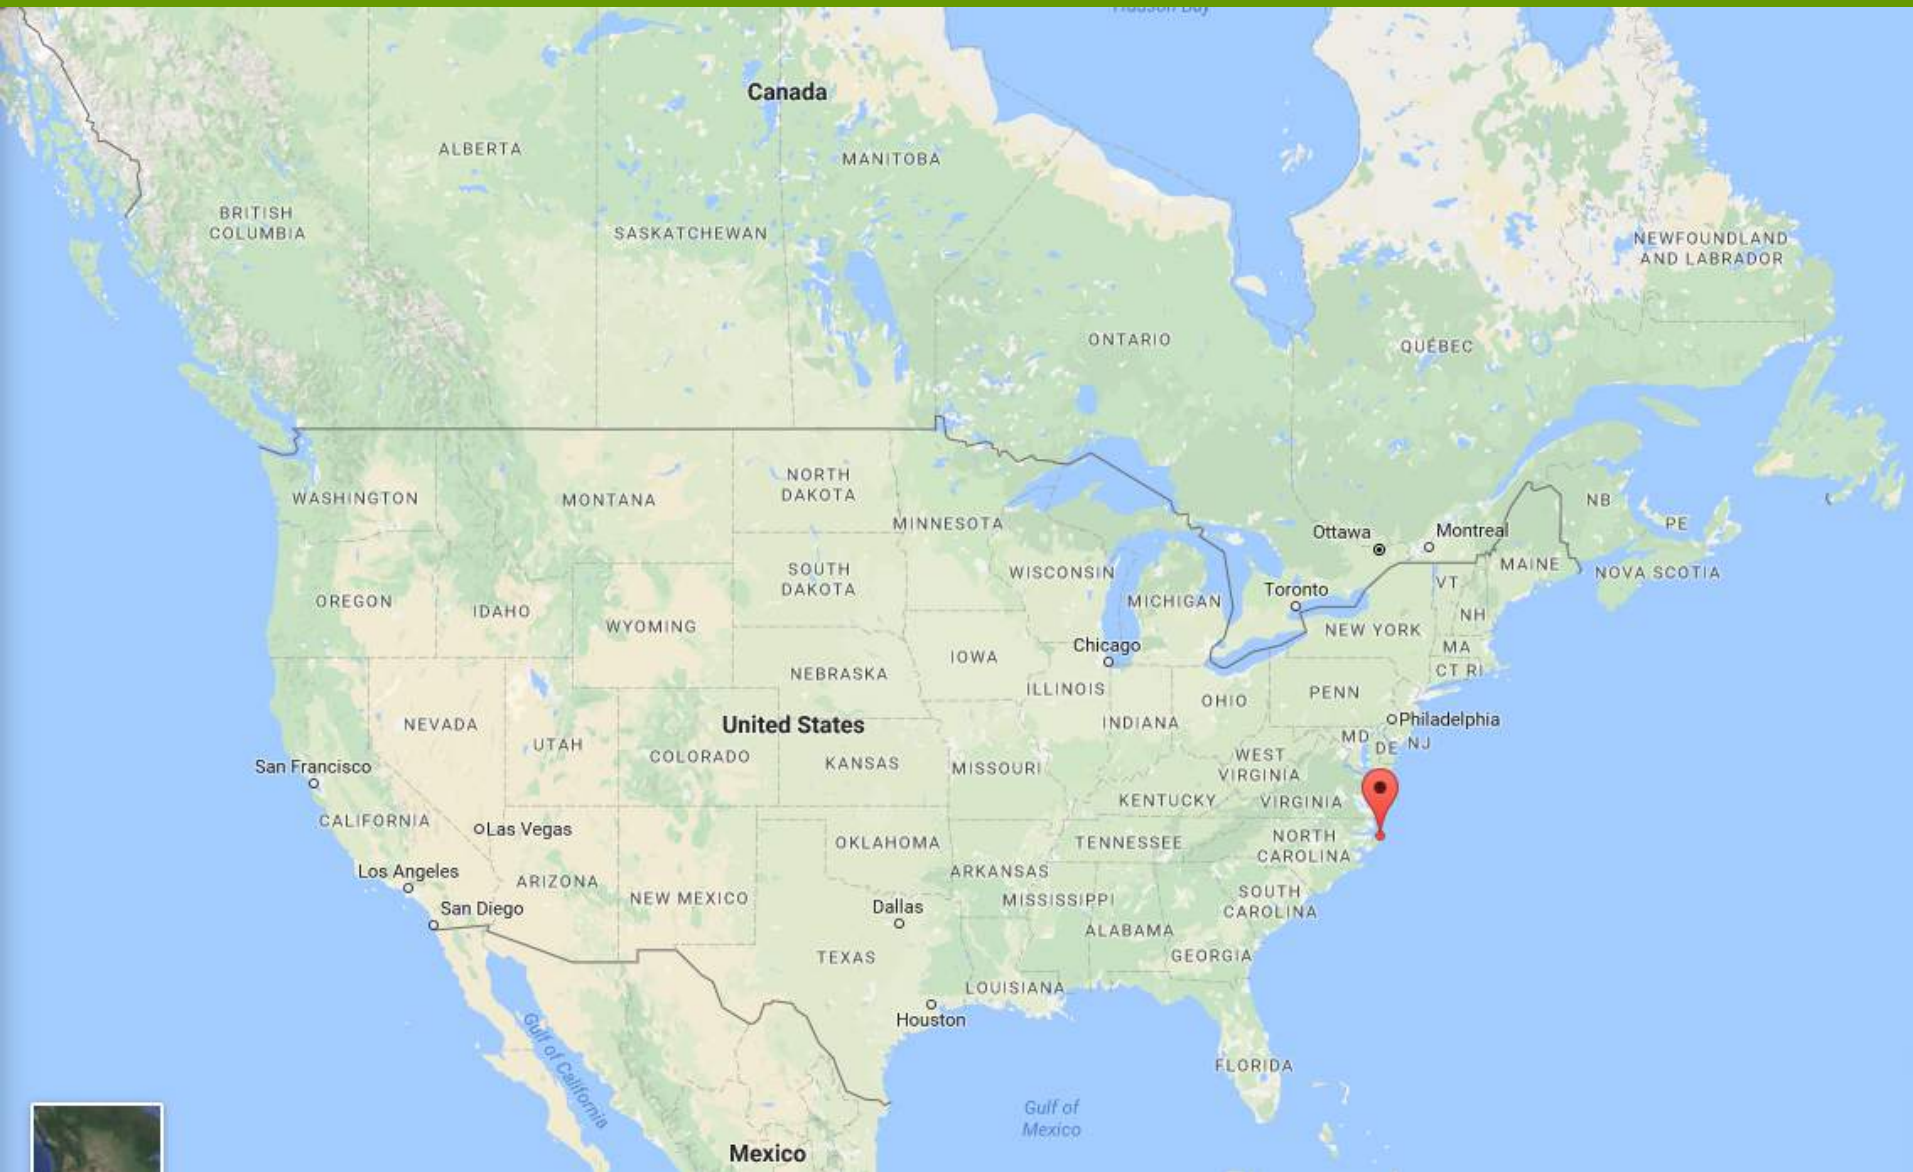 Hudson Bay
Canada
ALBERTA
MANITOBA
BRITISH
COLUMBIA
SASKATCHEWAN
NEWFOUNDLAND
AND LABRADOR
ONTARIO
QUÉBEC
WASHINGTON
MONTANA
NORTH
DAKOTA
MINNESOTA
Ottawa
Montreal
NB
PE
MAINE
NOVA SCOTIA
OREGON
IDAHO
WYOMING
SOUTH
DAKOTA
WISCONSIN
MICHIGAN
Toronto
VT
NH
NEW YORK
MA
CT RI
Chicago
IOWA
NEBRASKA
ILLINOIS
INDIANA
OHIO
PENN
Philadelphia
NEVADA
UTAH
United States
COLORADO
KANSAS
MISSOURI
WEST
VIRGINIA
MD
DE
NJ
San Francisco
CALIFORNIA
Las Vegas
KENTUCKY
VIRGINIA
OKLAHOMA
TENNESSEE
NORTH
CAROLINA
Los Angeles
ARIZONA
NEW MEXICO
ARKANSAS
MISSISSIPPI
SOUTH
CAROLINA
San Diego
Dallas
ALABAMA
TEXAS
GEORGIA
LOUISIANA
Houston
Gulf of California
FLORIDA
Gulf of
Mexico
Mexico